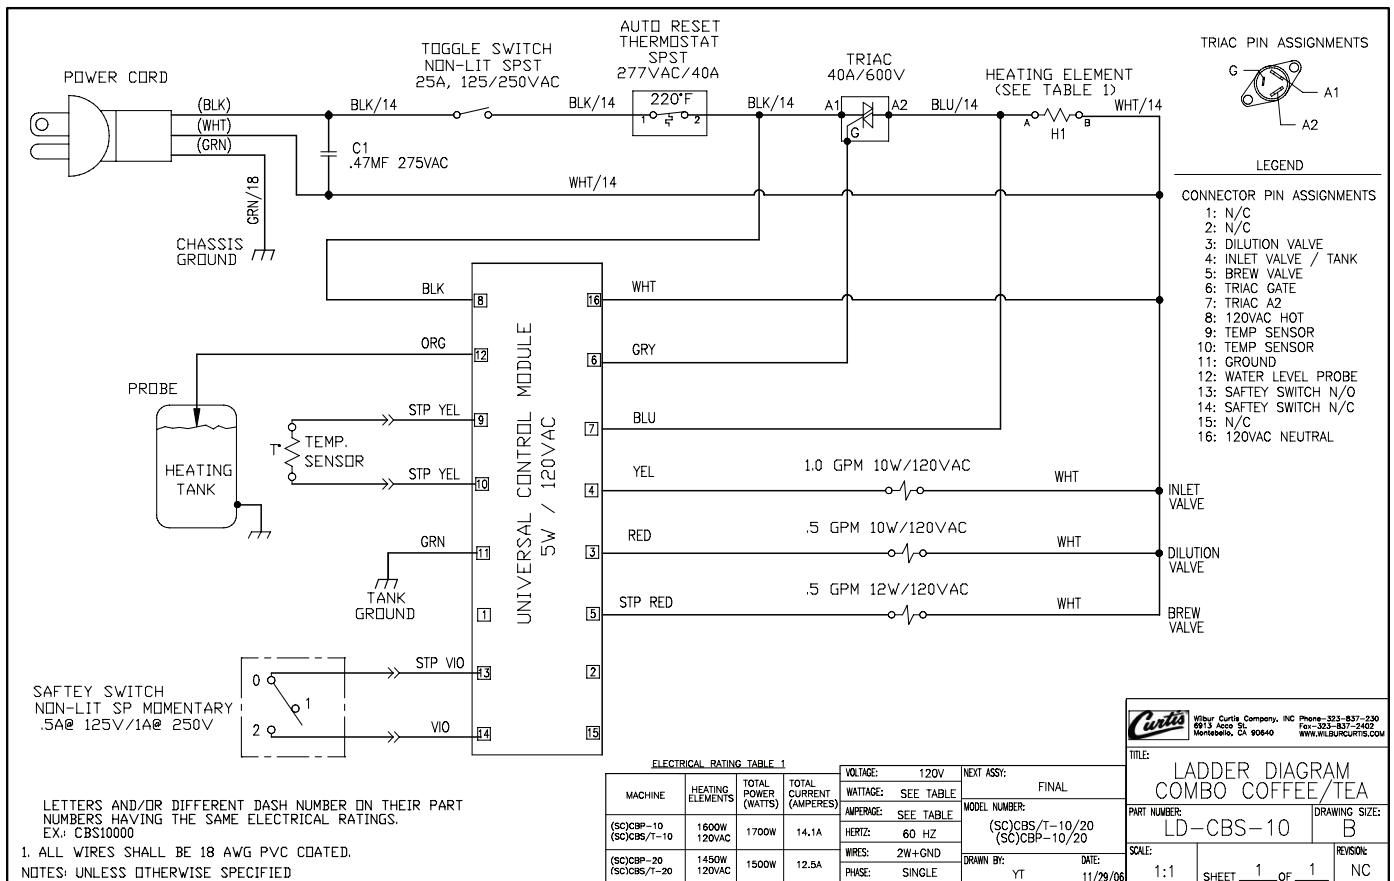 POWER CORD
(BLK)
(WHT)
(GRN)
GRN/18
CHASSIS
GROUND
BLK/14
C1
.47MF 275VAC
TOGGLE SWITCH
NON-LIT SPST
25A, 125/250VAC
BLK/14
AUTO RESET
THERMOSTAT
SPST
277VAC/40A
220°F
1 2
BLK/14
TRIAC
40A/600V
A1 A2
G
BLU/14
HEATING ELEMENT
(SEE TABLE 1)
A B
H1
WHT/14
WHT/14
TRIAC PIN ASSIGNMENTS
G
A1
A2
LEGEND
CONNECTOR PIN ASSIGNMENTS
1: N/C
2: N/C
3: DILUTION VALVE
4: INLET VALVE / TANK
5: BREW VALVE
6: TRIAC GATE
7: TRIAC A2
8: 120VAC HOT
9: TEMP SENSOR
10: TEMP SENSOR
11: GROUND
12: WATER LEVEL PROBE
13: SAFTEY SWITCH N/O
14: SAFTEY SWITCH N/C
15: N/C
16: 120VAC NEUTRAL
BLK
8
ORG
12
PROBE
HEATING
TANK
STP YEL
9
T°
TEMP.
SENSOR
STP YEL
10
GRN
11
TANK
GROUND
1
STP VIO
13
VIO
14
SAFTEY SWITCH
NON-LIT SP MOMENTARY
.5A@ 125V/1A@ 250V
0
1
2
UNIVERSAL CONTROL MODULE
5W / 120VAC
16
WHT
6
GRY
7
BLU
4
YEL
1.0 GPM 10W/120VAC
WHT
INLET
VALVE
3
RED
.5 GPM 10W/120VAC
WHT
DILUTION
VALVE
5
STP RED
.5 GPM 12W/120VAC
WHT
BREW
VALVE
2
15
LETTERS AND/OR DIFFERENT DASH NUMBER ON THEIR PART
NUMBERS HAVING THE SAME ELECTRICAL RATINGS.
EX.: CBS10000
1. ALL WIRES SHALL BE 18 AWG PVC COATED.
NOTES: UNLESS OTHERWISE SPECIFIED
ELECTRICAL RATING TABLE 1
MACHINE HEATING ELEMENTS TOTAL POWER (WATTS) TOTAL CURRENT (AMPERES)
(SC)CBP-10 (SC)CBS/T-10 1600W 120VAC 1700W 14.1A
(SC)CBP-20 (SC)CBS/T-20 1450W 120VAC 1500W 12.5A
VOLTAGE: 120V
WATTAGE: SEE TABLE
AMPERAGE: SEE TABLE
HERTZ: 60 HZ
WIRES: 2W+GND
PHASE: SINGLE
NEXT ASSY:
FINAL
MODEL NUMBER:
(SC)CBS/T-10/20
(SC)CBP-10/20
DRAWN BY: DATE:
YT 11/29/06
Curtis
Wilbur Curtis Company, INC Phone-323-837-230
6913 Acco St. Fax-323-837-2402
Montebello, CA 90640 WWW.WILBURCURTIS.COM
TITLE:
LADDER DIAGRAM
COMBO COFFEE/TEA
PART NUMBER: DRAWING SIZE:
LD-CBS-10 B
SCALE: REVISION:
1:1 SHEET 1 OF 1 NC